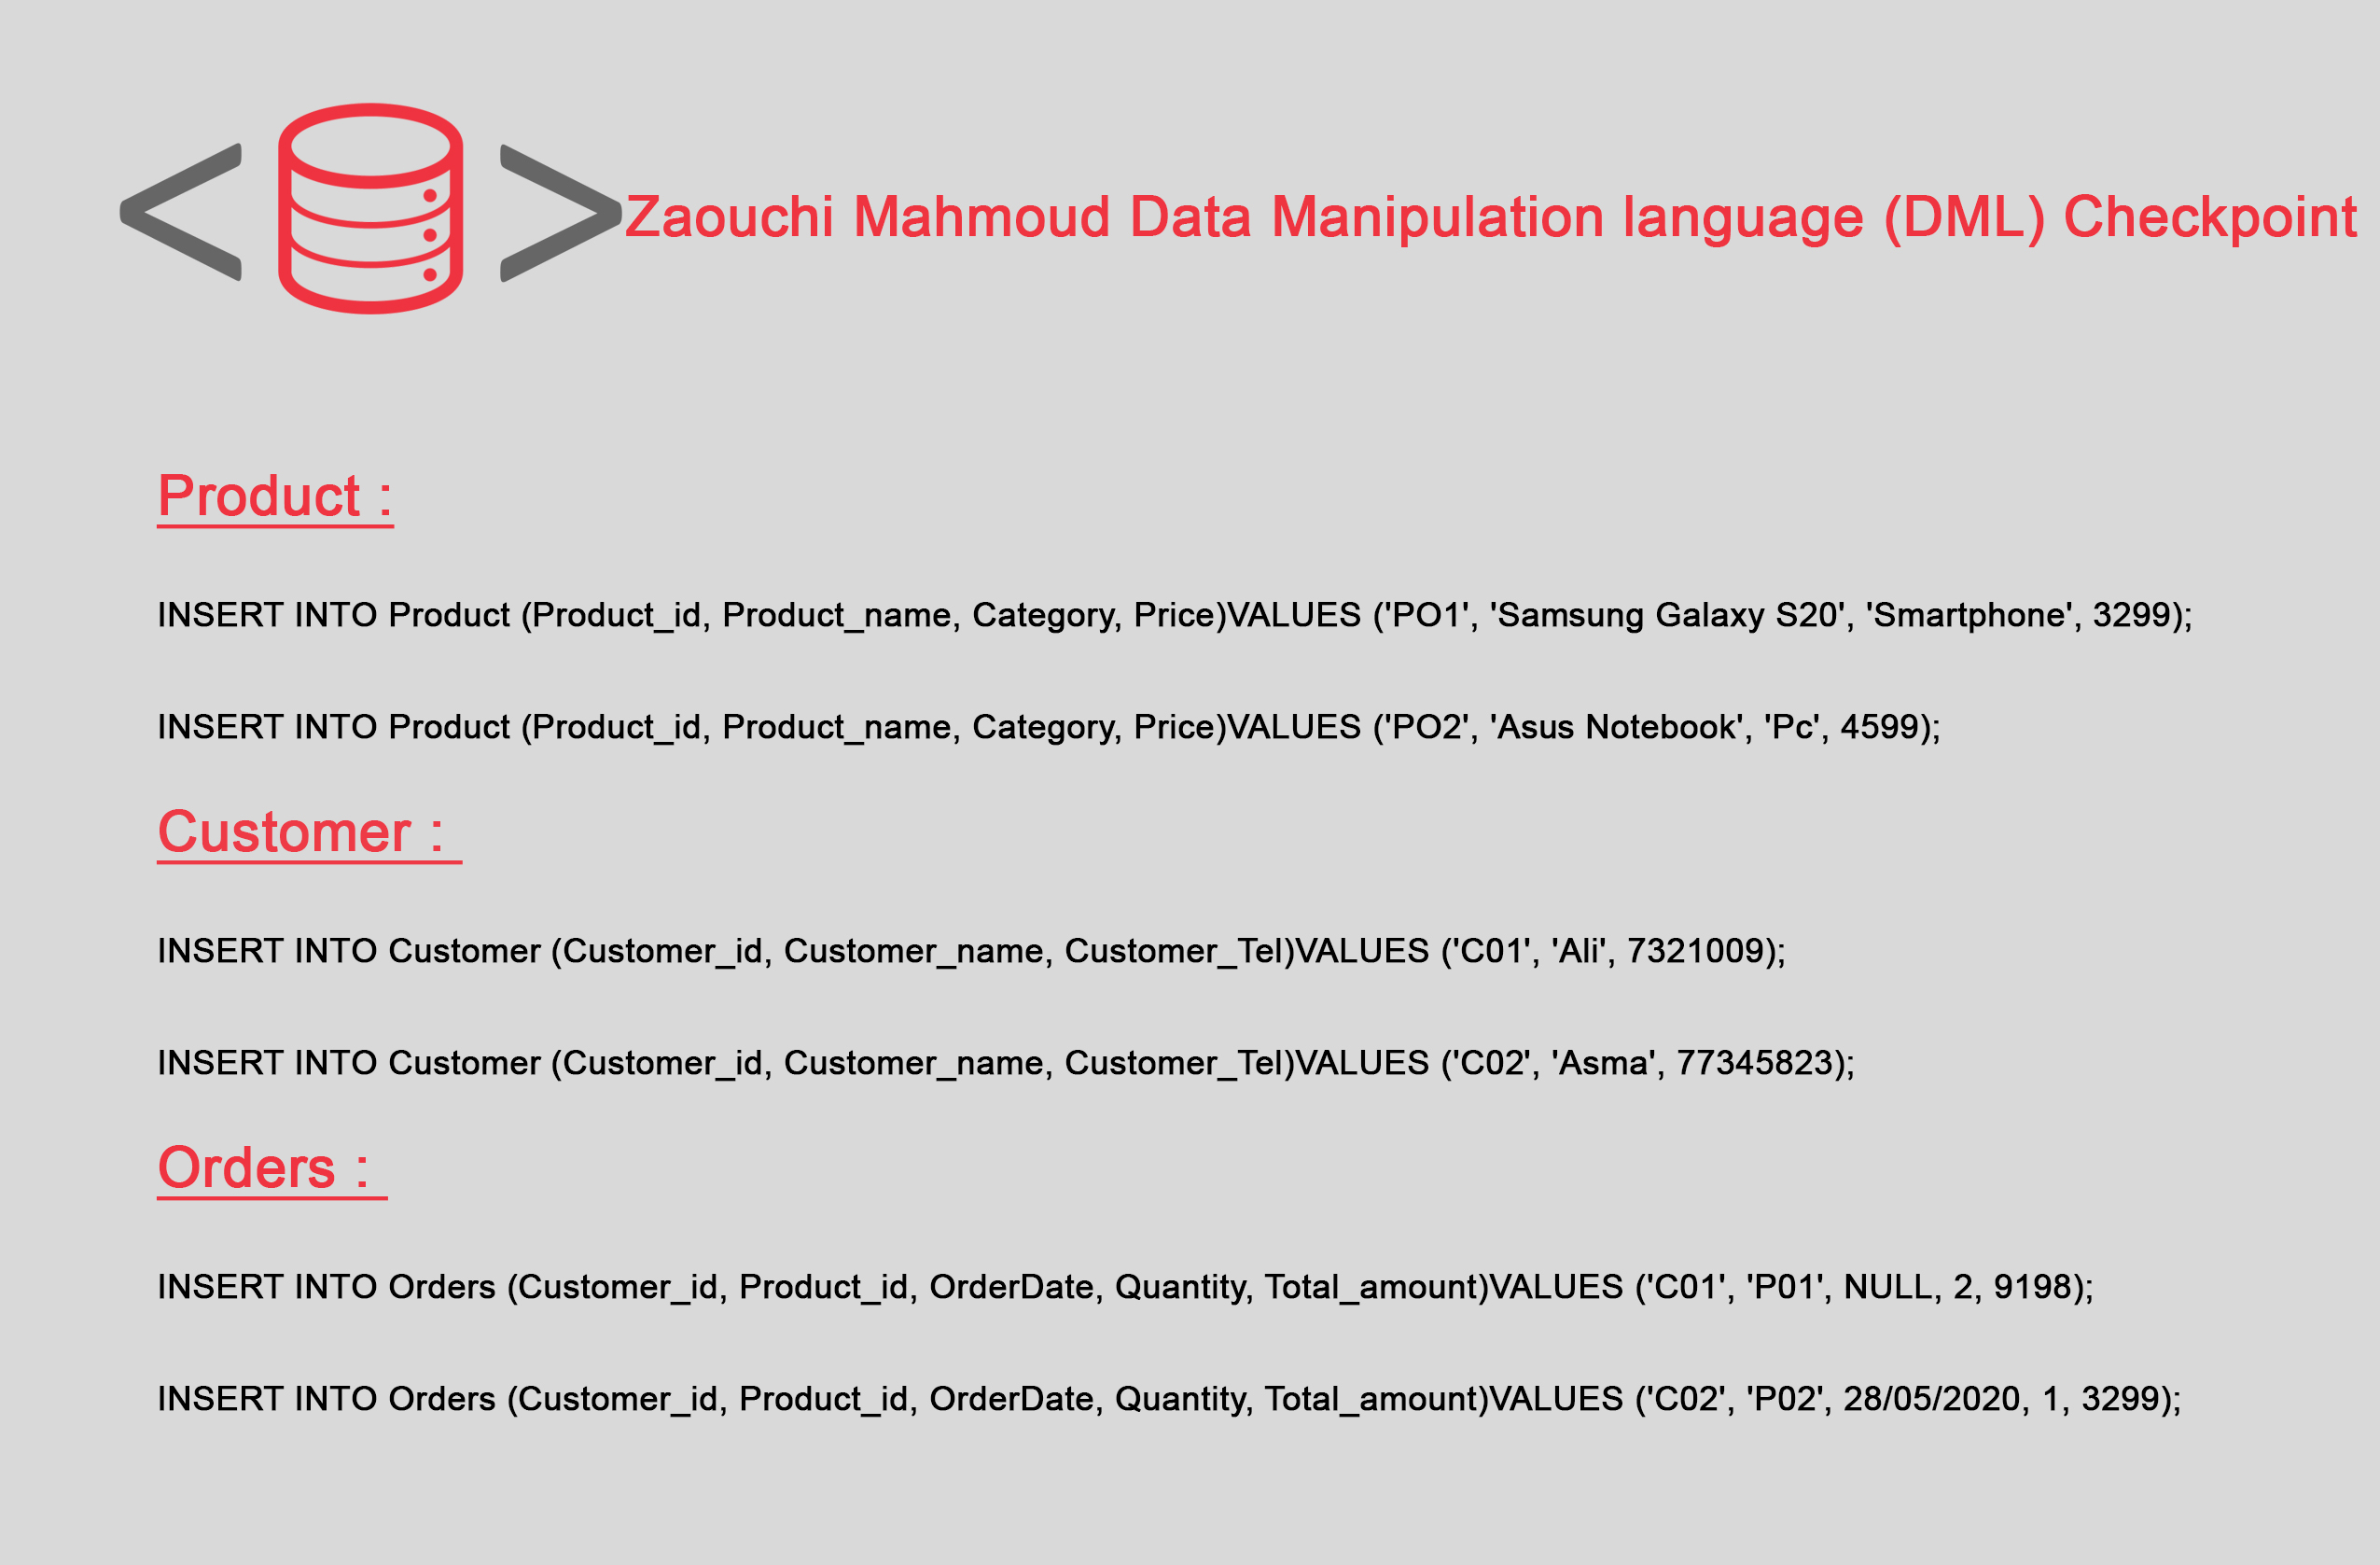 Zaouchi Mahmoud Data Manipulation language (DML) Checkpoint
Product :
INSERT INTO Product (Product_id, Product_name, Category, Price)VALUES ('PO1', 'Samsung Galaxy S20', 'Smartphone', 3299);
INSERT INTO Product (Product_id, Product_name, Category, Price)VALUES ('PO2', 'Asus Notebook', 'Pc', 4599);
Customer :
INSERT INTO Customer (Customer_id, Customer_name, Customer_Tel)VALUES ('C01', 'Ali', 7321009);
INSERT INTO Customer (Customer_id, Customer_name, Customer_Tel)VALUES ('C02', 'Asma', 77345823);
Orders :
INSERT INTO Orders (Customer_id, Product_id, OrderDate, Quantity, Total_amount)VALUES ('C01', 'P01', NULL, 2, 9198);
INSERT INTO Orders (Customer_id, Product_id, OrderDate, Quantity, Total_amount)VALUES ('C02', 'P02', 28/05/2020, 1, 3299);